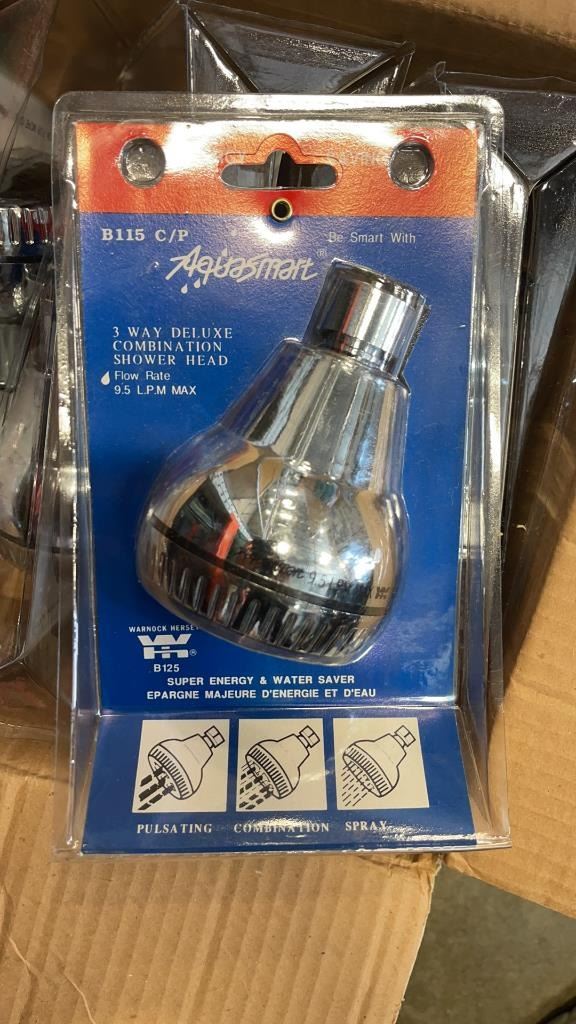 B115 C/P
Be Smart With
Aquasmart®
3 WAY DELUXE
COMBINATION
SHOWER HEAD
Flow Rate
9.5 L.P.M MAX
WARNOCK HERSEY
®
B125
SUPER ENERGY & WATER SAVER
EPARGNE MAJEURE D'ENERGIE ET D'EAU
PULSATING COMBINATION SPRAY